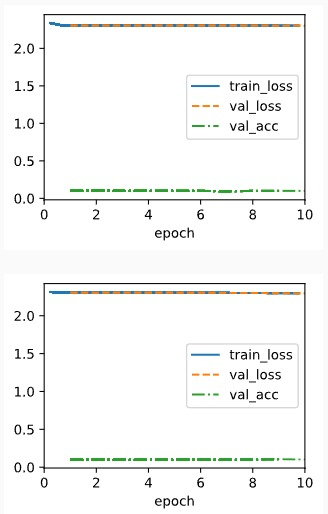 2.0
1.5
1.0
0.5
0.0
train_loss
val_loss
val_acc
0 2 4 6 8 10
epoch
2.0
1.5
1.0
0.5
0.0
train_loss
val_loss
val_acc
0 2 4 6 8 10
epoch